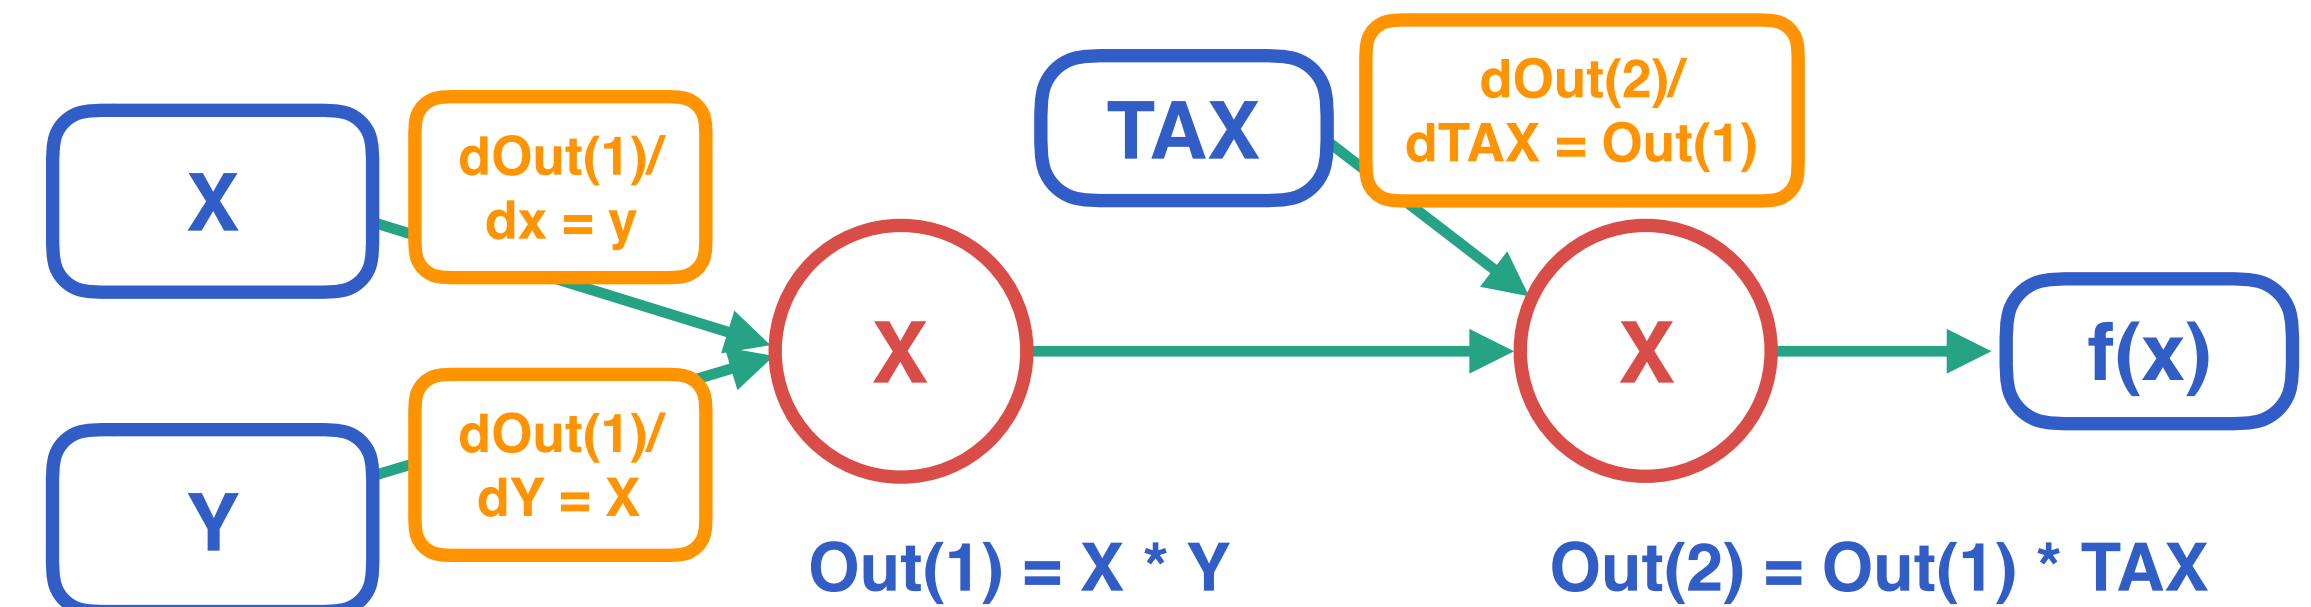 X
dOut(1)/
dx = y
TAX
dOut(2)/
dTAX = Out(1)
Y
dOut(1)/
dY = X
X
X
f(x)
Out(1) = X * Y
Out(2) = Out(1) * TAX